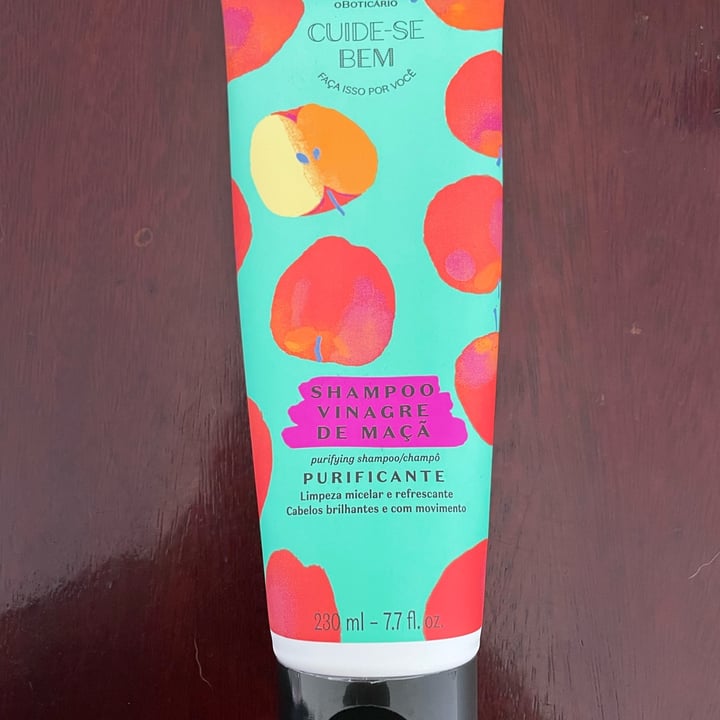 oBOTICÁRIO
CUIDE-SE
BEM
FAÇA ISSO POR VOCÊ
SHAMPOO
VINAGRE
DE MAÇÃ
purifying shampoo/champô
PURIFICANTE
Limpeza micelar e refrescante
Cabelos brilhantes e com movimento
230 ml – 7.7 fl. oz.